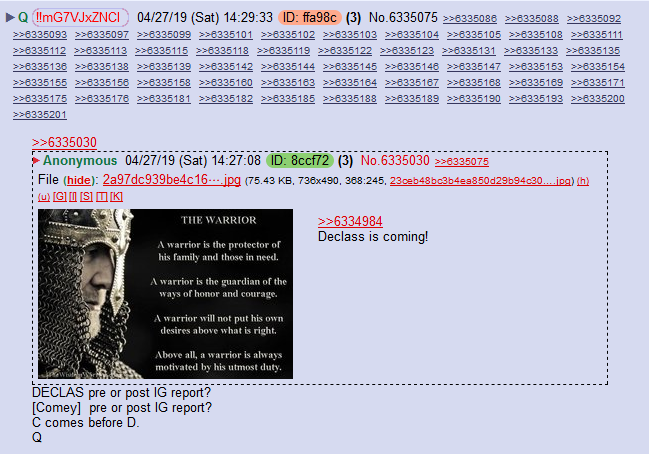 ▶ Q !!mG7VJxZNCI 04/27/19 (Sat) 14:29:33 ID: ffa98c (3) No.6335075 >>6335086 >>6335088 >>6335092
>>6335093 >>6335097 >>6335099 >>6335102 >>6335103 >>6335104 >>6335105 >>6335108 >>6335111
>>6335112 >>6335113 >>6335115 >>6335118 >>6335119 >>6335122 >>6335123 >>6335131 >>6335133 >>6335135
>>6335136 >>6335138 >>6335139 >>6335142 >>6335144 >>6335145 >>6335146 >>6335147 >>6335153 >>6335154
>>6335155 >>6335156 >>6335158 >>6335160 >>6335163 >>6335164 >>6335167 >>6335168 >>6335169 >>6335171
>>6335175 >>6335176 >>6335181 >>6335182 >>6335185 >>6335188 >>6335189 >>6335190 >>6335193 >>6335200
>>6335201
>>6335030
▶ Anonymous 04/27/19 (Sat) 14:27:08 ID: 8ccf72 (3) No.6335030 >>6335075
File (hide): 2a97dc939be4c16⋯.jpg (75.43 KB, 736x490, 368:245, 23ceb48bc3b4ea850d29b94c30....jpg) (h)
(u) [G] [I] [S] [T] [K]
THE WARRIOR
A warrior is the protector of
his family and those in need.
A warrior is the guardian of the
ways of honor and courage.
A warrior will not put his own
desires above what is right.
Above all, a warrior is always
motivated by his utmost duty.
>>6334984
Declass is coming!
DECLAS pre or post IG report?
[Comey] pre or post IG report?
C comes before D.
Q